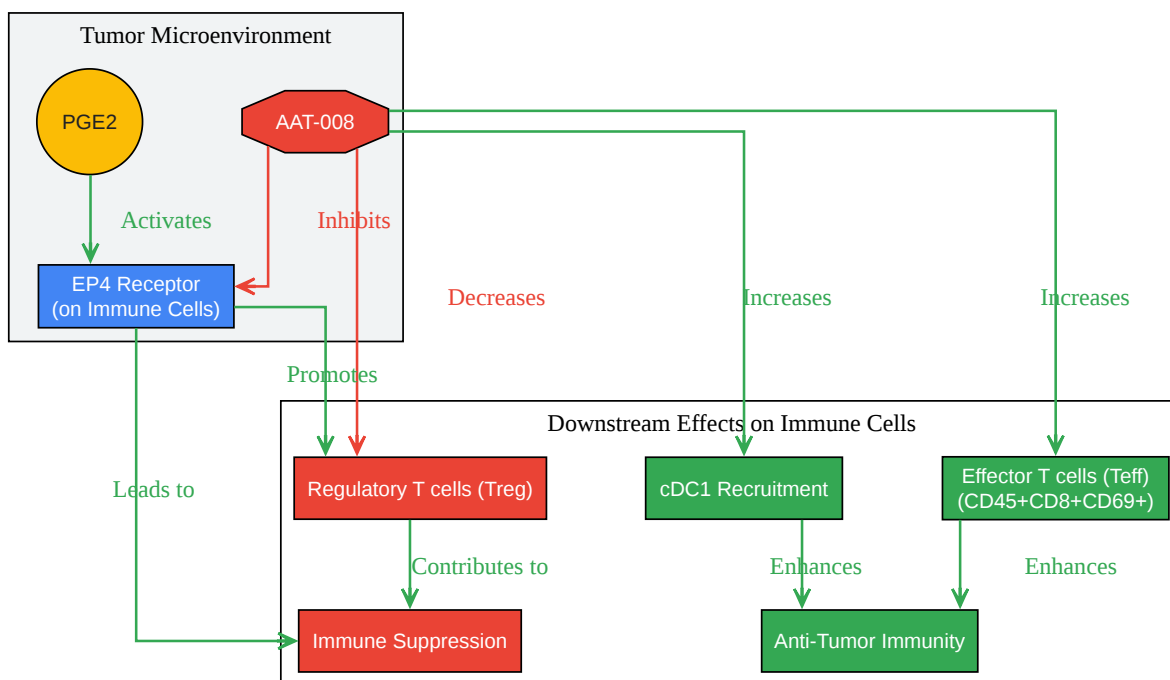 Tumor Microenvironment
PGE2
AAT-008
Activates
Inhibits
EP4 Receptor
(on Immune Cells)
Decreases
Increases
Increases
Promotes
Downstream Effects on Immune Cells
Regulatory T cells (Treg)
cDC1 Recruitment
Effector T cells (Teff)
(CD45+CD8+CD69+)
Leads to
Contributes to
Enhances
Enhances
Immune Suppression
Anti-Tumor Immunity